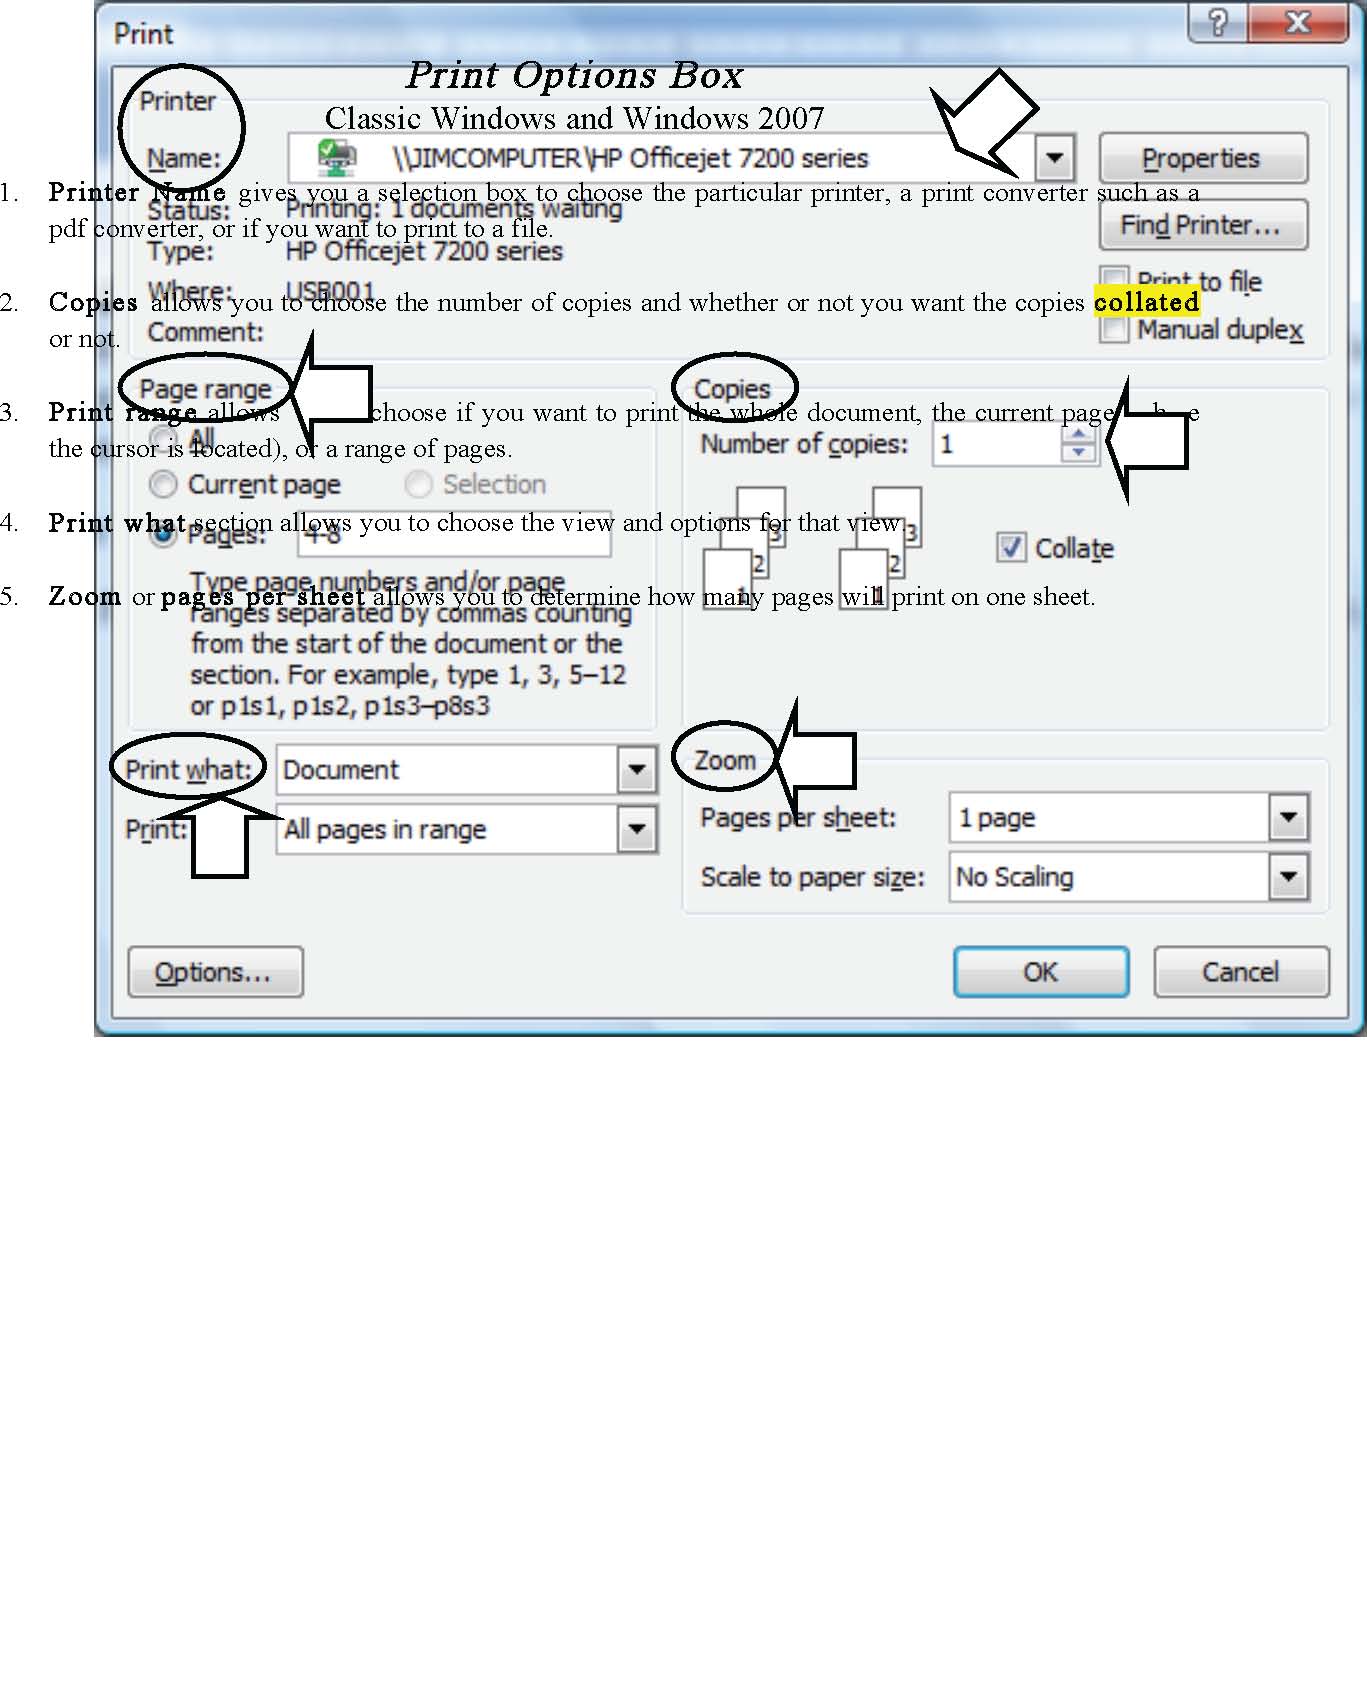 Print
Print Options Box
Printer
Classic Windows and Windows 2007
Name: \\JIMCOMPUTER\HP Officejet 7200 series Properties
1. Printer Name gives you a selection box to choose the particular printer, a print converter such as a
Status: Printing: 1 documents waiting
pdf converter, or if you want to print to a file.
Find Printer...
Type: HP Officejet 7200 series
Where: USB001
Print to file
2. Copies allows you to choose the number of copies and whether or not you want the copies collated
or not.
Comment:
Manual duplex
Page range
Copies
3. Print range allows choose if you want to print the whole document, the current page
the cursor is located), or a range of pages.
All
Number of copies: 1
Current page Selection
4. Print what section allows you to choose the view and options for that view.
Pages: 4-8
3 3
2 2
1 1
Collate
Type page numbers and/or page
ranges separated by commas counting
from the start of the document or the
section. For example, type 1, 3, 5–12
or p1s1, p1s2, p1s3–p8s3
5. Zoom or pages per sheet allows you to determine how many pages will print on one sheet.
Print what: Document
Zoom
Print: All pages in range
Pages per sheet: 1 page
Scale to paper size: No Scaling
Options... OK Cancel